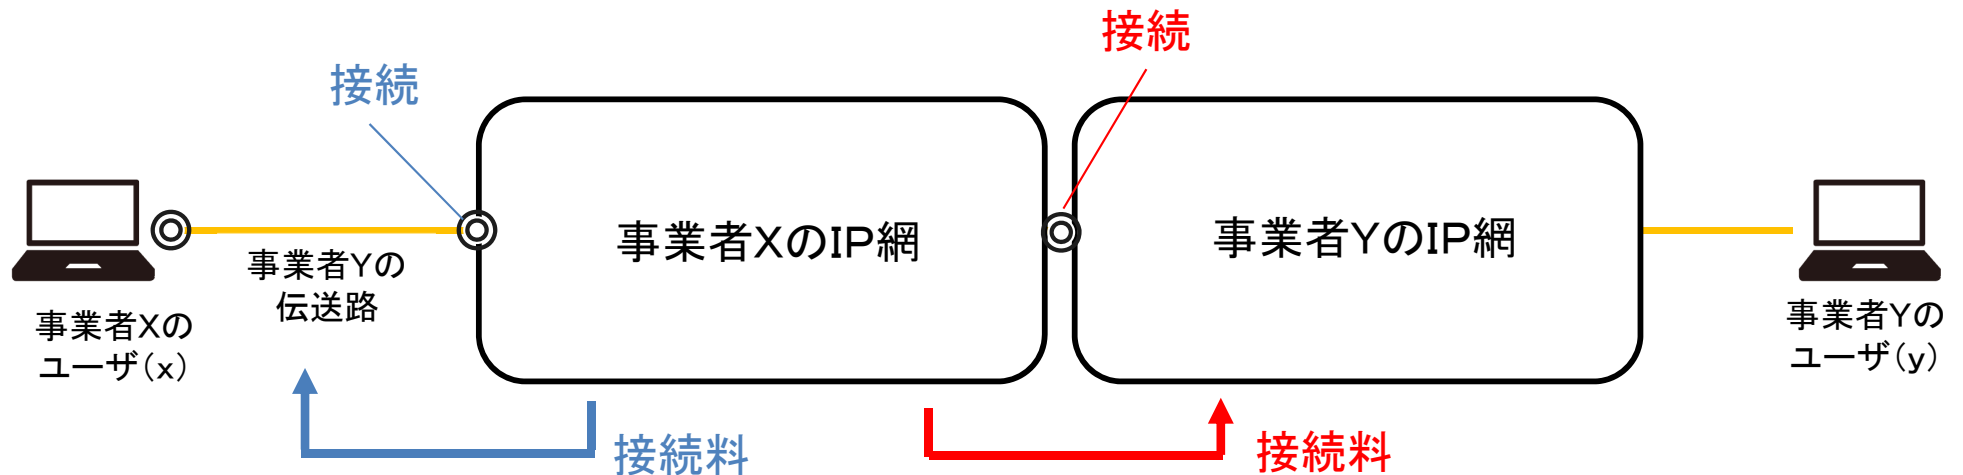 接続
接続
事業者XのIP網
事業者YのIP網
事業者Yの
伝送路
事業者Xの
ユーザ(x)
事業者Yの
ユーザ(y)
接続料
接続料